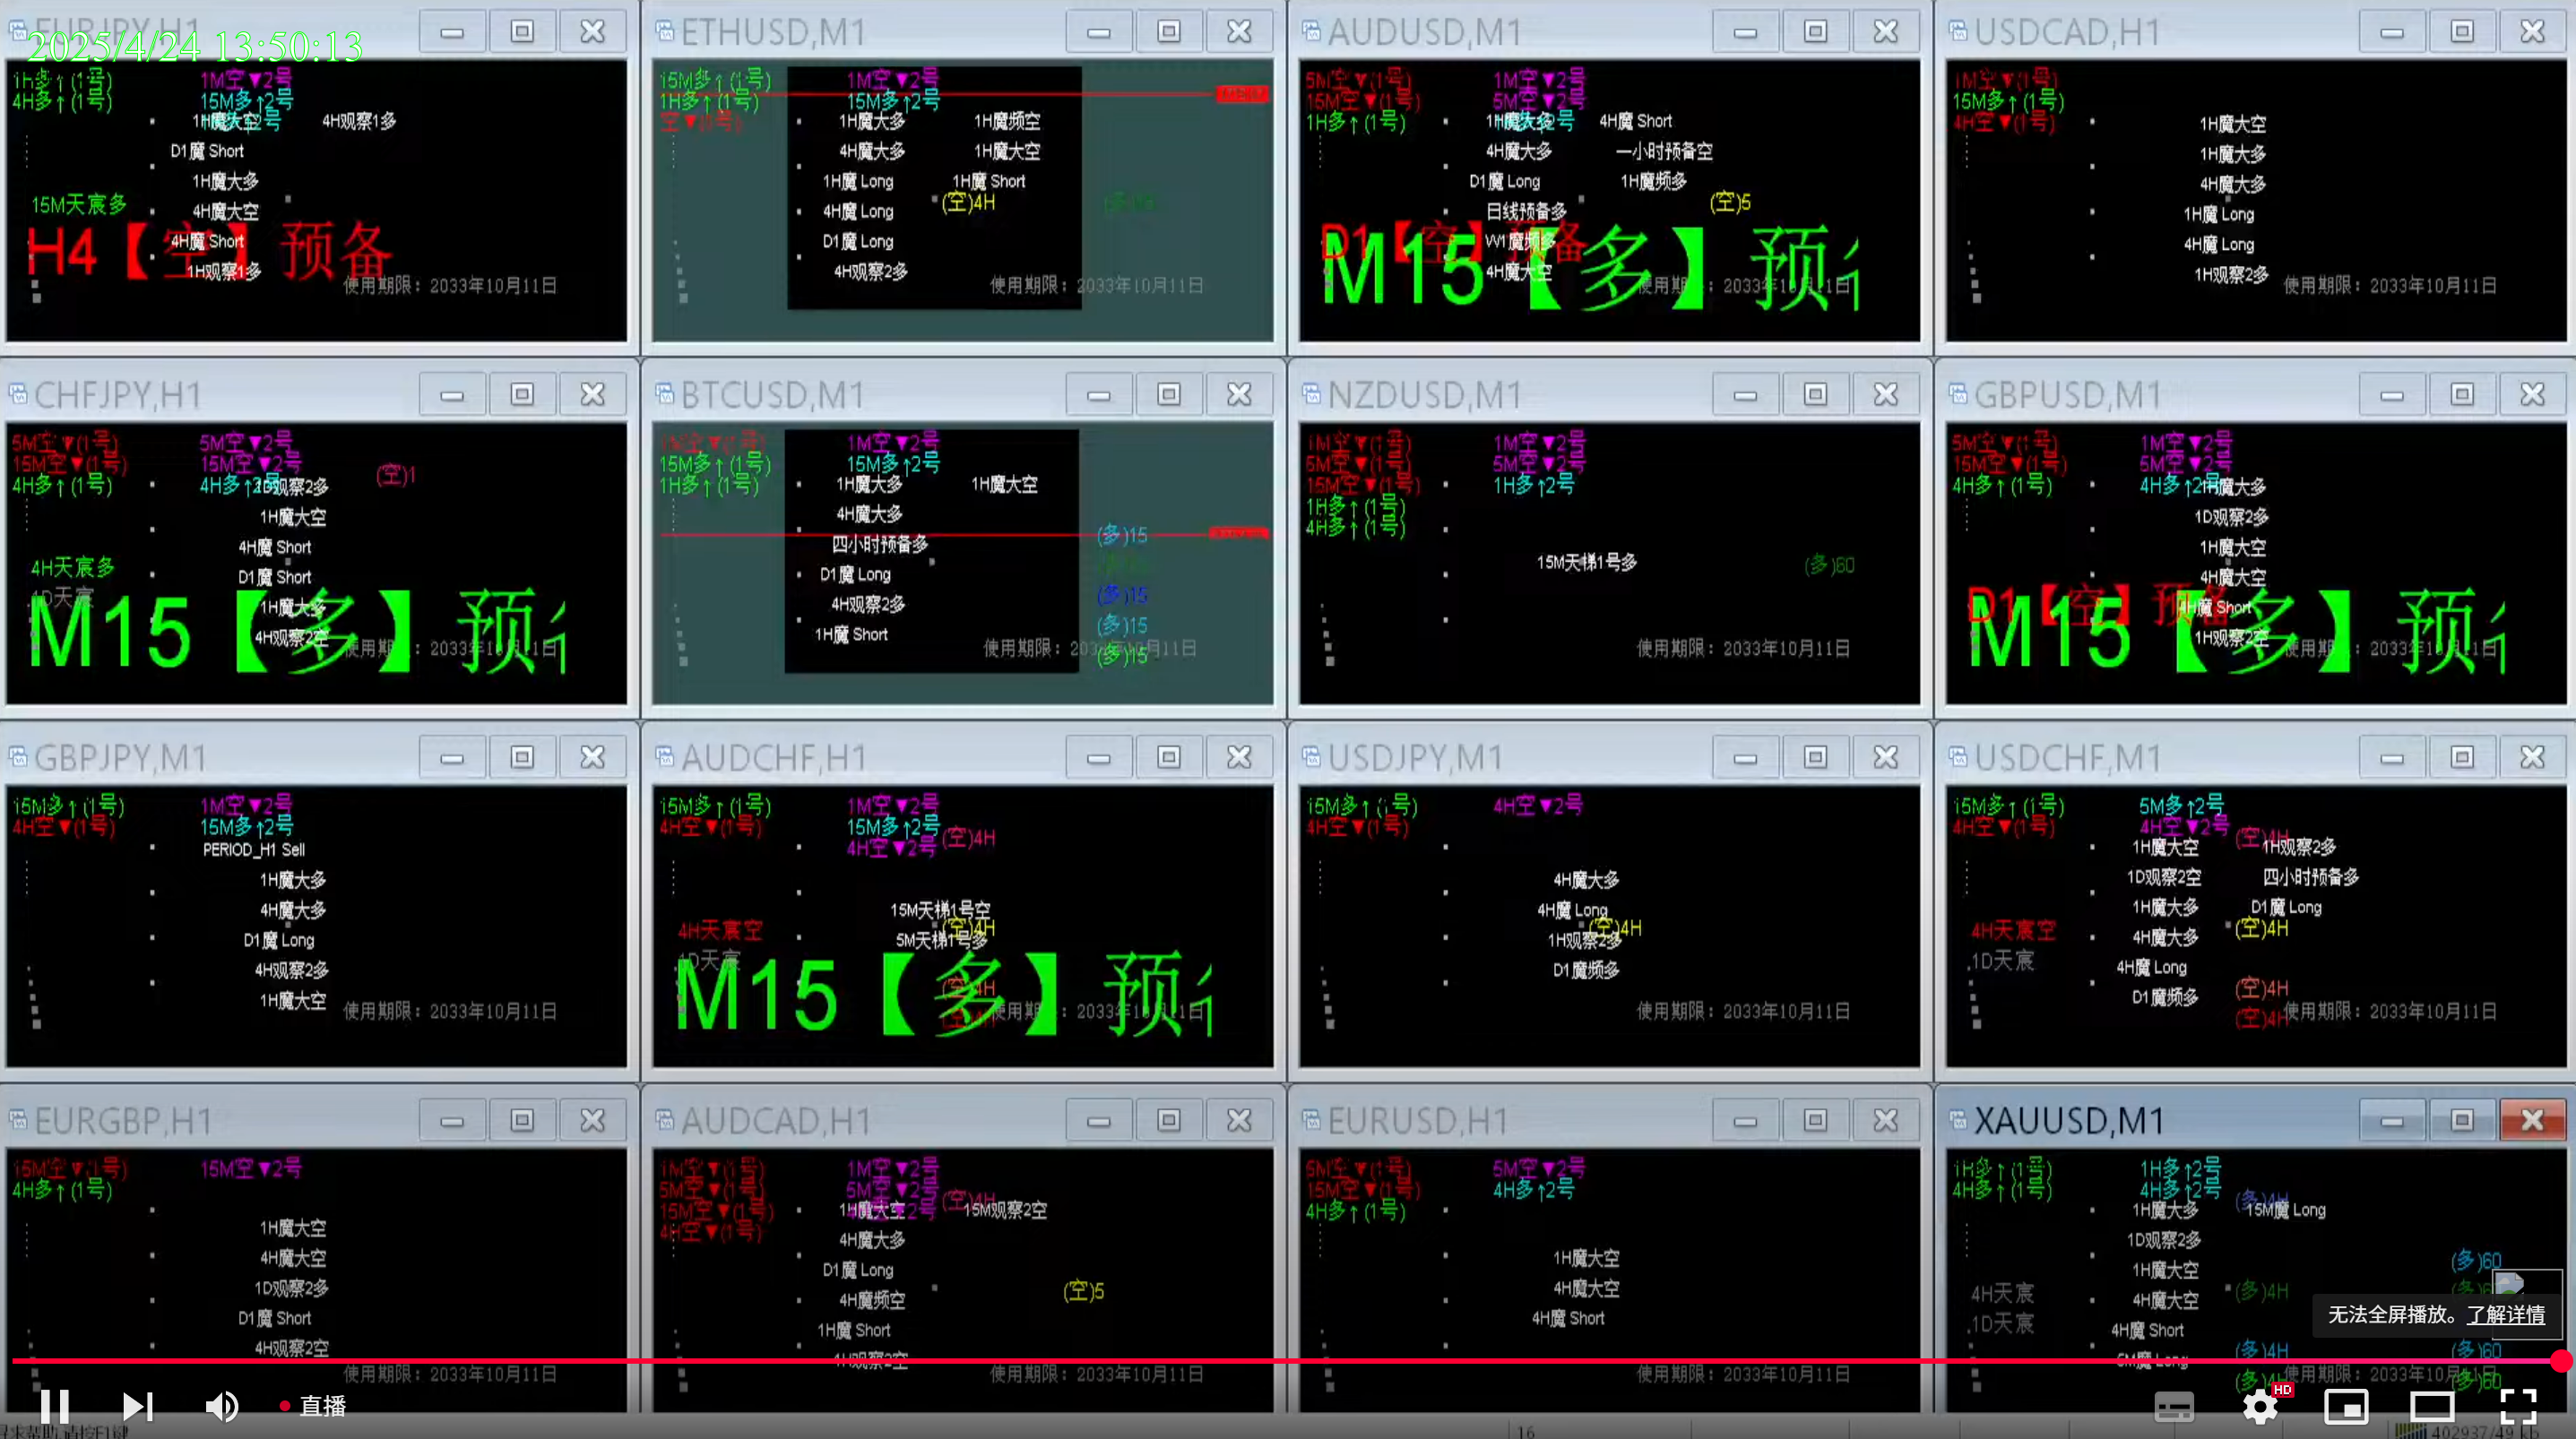 EURJPY,H1
2025/4/24 13:50:13
1H多↑(1号)
4H多↑(1号)
1M空▼2号
15M多↑2号
1H魔大空
4H观察1多
D1魔 Short
1H魔大多
15M天宸多
4H魔大空
H4【空】预备
4H魔 Short
1H观察1多
使用期限：2033年10月11日
ETHUSD,M1
15M多↑(1号)
1H多↑(1号)
空▼(1号)
1M空▼2号
15M多↑2号
1H魔大多
1H魔频空
4H魔大多
1H魔大空
1H魔 Long
1H魔 Short
(空)4H
4H魔 Long
D1魔 Long
4H观察2多
使用期限：2033年10月11日
AUDUSD,M1
5M空▼(1号)
15M空▼(1号)
1H多↑(1号)
1M空▼2号
5M空▼2号
1H魔大多
4H魔 Short
4H魔大多
一小时预备空
D1魔 Long
1H魔频多
(空)5
日线预备多
W1魔频多
D1【空】预备
M15【多】预
4H魔大空
使用期限：2033年10月11日
USDCAD,H1
1M空▼(1号)
15M多↑(1号)
4H空▼(1号)
1H魔大空
1H魔大多
4H魔大多
1H魔 Long
4H魔 Long
1H观察2多
使用期限：2033年10月11日
CHFJPY,H1
5M空▼(1号)
15M空▼(1号)
4H多↑(1号)
5M空▼2号
15M空▼2号
4H多↑2号
(空)1
1D观察2多
1H魔大空
4H魔 Short
4H天宸多
D1魔 Short
1D天宸
1H魔大多
M15【多】预
4H观察2空
使用期限：2033年10月11日
BTCUSD,M1
15M多↑(1号)
1H多↑(1号)
1M空▼2号
15M多↑2号
1H魔大多
1H魔大空
4H魔大多
四小时预备多
(多)15
D1魔 Long
(多)15
4H观察2多
(多)15
1H魔 Short
(多)15
使用期限：2033年10月11日
NZDUSD,M1
1M空▼(1号)
5M空▼(1号)
15M空▼(1号)
1H多↑(1号)
4H多↑(1号)
1M空▼2号
5M空▼2号
1H多↑2号
15M天梯1号多
(多)60
使用期限：2033年10月11日
GBPUSD,M1
5M空▼(1号)
15M空▼(1号)
4H多↑(1号)
1M空▼2号
5M空▼2号
4H多↑2号
1H魔大多
1D观察2多
1H魔大空
4H魔大空
D1【空】预备
4H魔 Short
M15【多】预
1H观察2空
使用期限：2033年10月11日
GBPJPY,M1
15M多↑(1号)
4H空▼(1号)
1M空▼2号
15M多↑2号
PERIOD_H1 Sell
1H魔大多
4H魔大多
D1魔 Long
4H观察2多
1H魔大空
使用期限：2033年10月11日
AUDCHF,H1
15M多↑(1号)
4H空▼(1号)
1M空▼2号
15M多↑2号
4H空▼2号
(空)4H
15M天梯1号空
(空)4H
5M天梯1号多
4H天宸空
1D天宸
M15【多】预
(空)4H
(空)4H
使用期限：2033年10月11日
USDJPY,M1
15M多↑(1号)
4H空▼(1号)
4H空▼2号
4H魔大多
4H魔 Long
(空)4H
1H观察2多
D1魔频多
使用期限：2033年10月11日
USDCHF,M1
15M多↑(1号)
4H空▼(1号)
5M多↑2号
4H空▼2号
(空)4H
1H魔大空
1H观察2多
1D观察2空
四小时预备多
1H魔大多
D1魔 Long
4H天宸空
4H魔大多
(空)4H
.1D天宸
4H魔 Long
D1魔频多
(空)4H
(空)4H
使用期限：2033年10月11日
EURGBP,H1
15M空▼(1号)
4H多↑(1号)
15M空▼2号
1H魔大空
4H魔大空
1D观察2多
D1魔 Short
4H观察2空
使用期限：2033年10月11日
AUDCAD,H1
1M空▼(1号)
5M空▼(1号)
15M空▼(1号)
4H空▼(1号)
1M空▼2号
5M空▼2号
(空)4H
1H魔大空
15M观察2空
4H魔大多
D1魔 Long
4H魔频空
(空)5
1H魔 Short
1H观察2空
使用期限：2033年10月11日
EURUSD,H1
5M空▼(1号)
15M空▼(1号)
4H多↑(1号)
5M空▼2号
4H多↑2号
1H魔大空
4H魔大空
4H魔 Short
使用期限：2033年10月11日
XAUUSD,M1
1H多↑(1号)
4H多↑(1号)
1H多↑2号
4H多↑2号
(多)4H
1H魔大多
15M魔 Long
1D观察2多
1H魔大空
(多)60
4H天宸
(多)4H
4H魔大空
.1D天宸
4H魔 Short
(多)4H
(多)60
5M魔 Long
(多)4H
(多)60
使用期限：2033年10月11日
无法全屏播放。了解详情
直播
HD
16
402937/49 kb